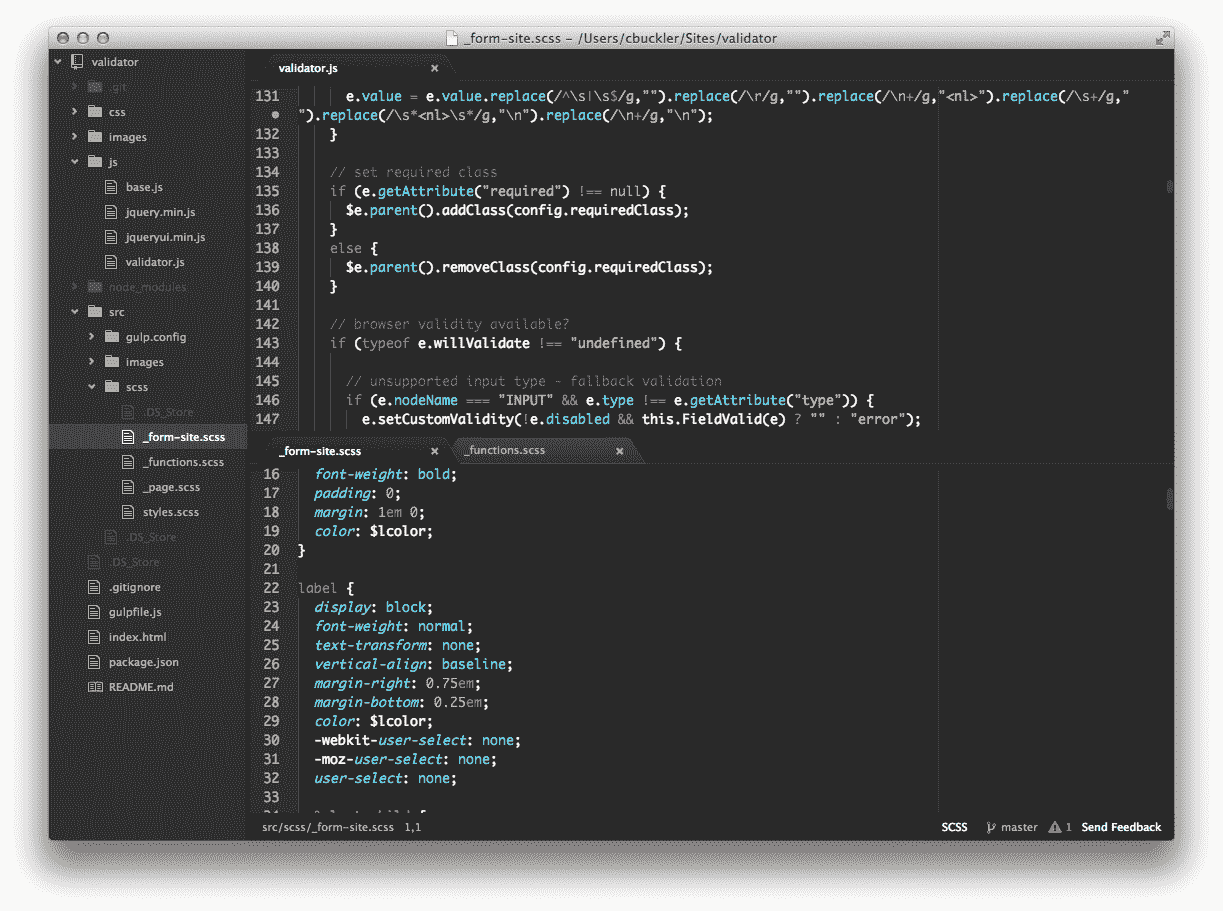 _form-site.scss – /Users/cbuckler/Sites/validator
validator
.git
css
images
js
base.js
jquery.min.js
jqueryui.min.js
validator.js
node_modules
src
gulp.config
images
scss
.DS_Store
_form-site.scss
_functions.scss
_page.scss
styles.scss
.DS_Store
.DS_Store
.gitignore
gulpfile.js
index.html
package.json
README.md
validator.js ×
131 e.value = e.value.replace(/^\s|\s$/g,"").replace(/\r/g,"").replace(/\n+/g,"<nl>").replace(/\s+/g,"
• ").replace(/\s*<nl>\s*/g,"\n").replace(/\n+/g,"\n");
132 }
133
134 // set required class
135 if (e.getAttribute("required") !== null) {
136 $e.parent().addClass(config.requiredClass);
137 }
138 else {
139 $e.parent().removeClass(config.requiredClass);
140 }
141
142 // browser validity available?
143 if (typeof e.willValidate !== "undefined") {
144
145 // unsupported input type - fallback validation
146 if (e.nodeName === "INPUT" && e.type !== e.getAttribute("type")) {
147 e.setCustomValidity(!e.disabled && this.FieldValid(e) ? "" : "error");
_form-site.scss × _functions.scss ×
16 font-weight: bold;
17 padding: 0;
18 margin: 1em 0;
19 color: $lcolor;
20 }
21
22 label {
23 display: block;
24 font-weight: normal;
25 text-transform: none;
26 vertical-align: baseline;
27 margin-right: 0.75em;
28 margin-bottom: 0.25em;
29 color: $lcolor;
30 -webkit-user-select: none;
31 -moz-user-select: none;
32 user-select: none;
33
src/scss/_form-site.scss 1,1 SCSS master 1 Send Feedback